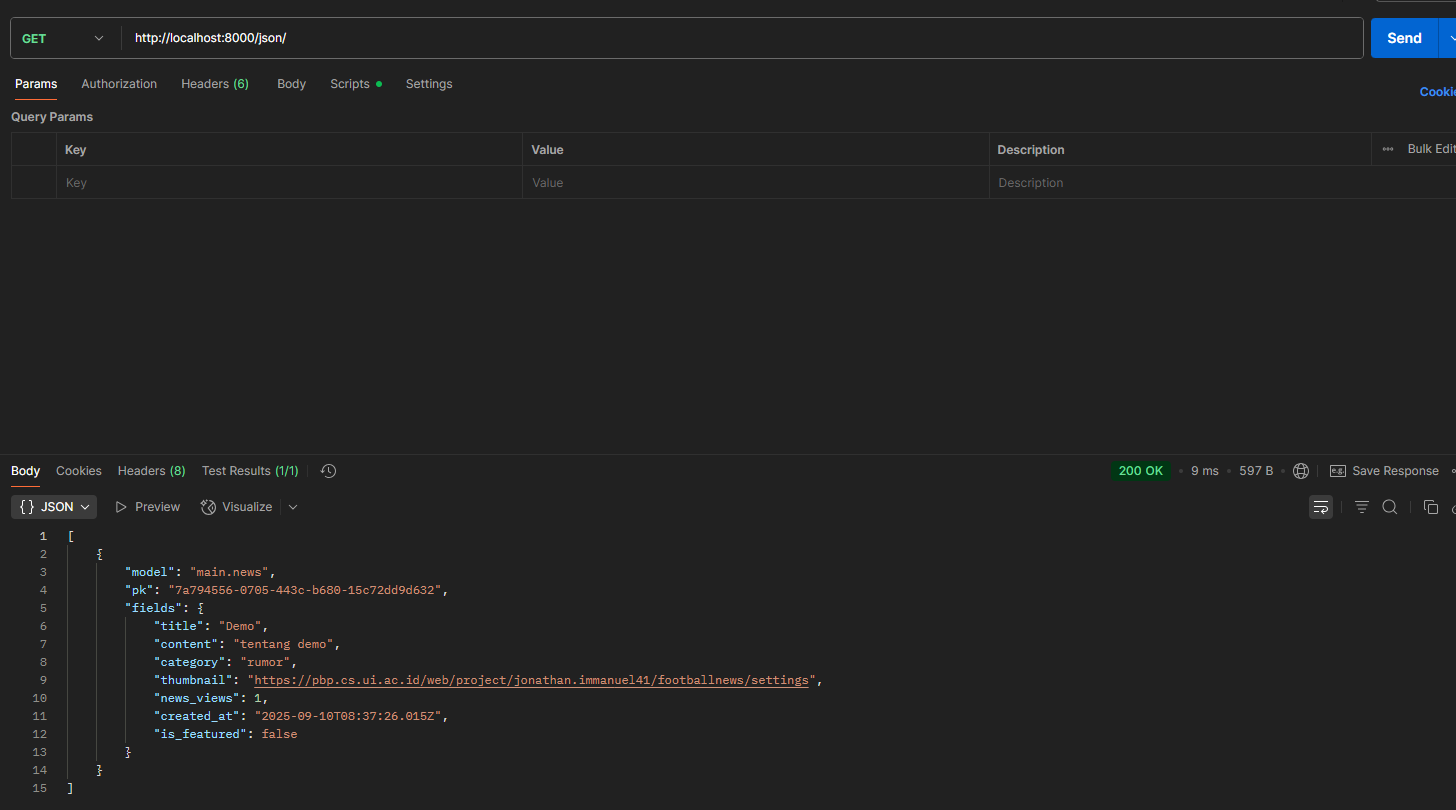 GET http://localhost:8000/json/ Send
Params Authorization Headers (6) Body Scripts Settings
Query Params
Key Value Description Bulk Edit
Key Value Description
Body Cookies Headers (8) Test Results (1/1) 200 OK 9 ms 597 B e.g. Save Response
{ } JSON Preview Visualize
1 [
2 {
3 "model": "main.news",
4 "pk": "7a794556-0705-443c-b680-15c72dd9d632",
5 "fields": {
6 "title": "Demo",
7 "content": "tentang demo",
8 "category": "rumor",
9 "thumbnail": "https://pbp.cs.ui.ac.id/web/project/jonathan.immanuel41/footballnews/settings",
10 "news_views": 1,
11 "created_at": "2025-09-10T08:37:26.015Z",
12 "is_featured": false
13 }
14 }
15 ]